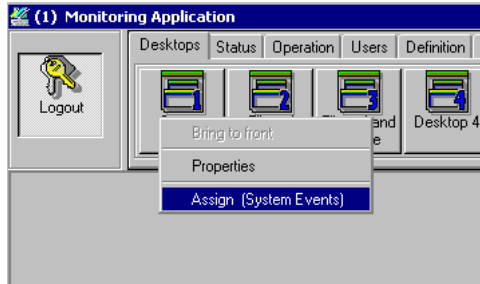 (1) Monitoring Application
Desktops Status Operation Users Definition
Logout
1 2 3 4
and Desktop 4
e
Bring to front
Properties
Assign (System Events)